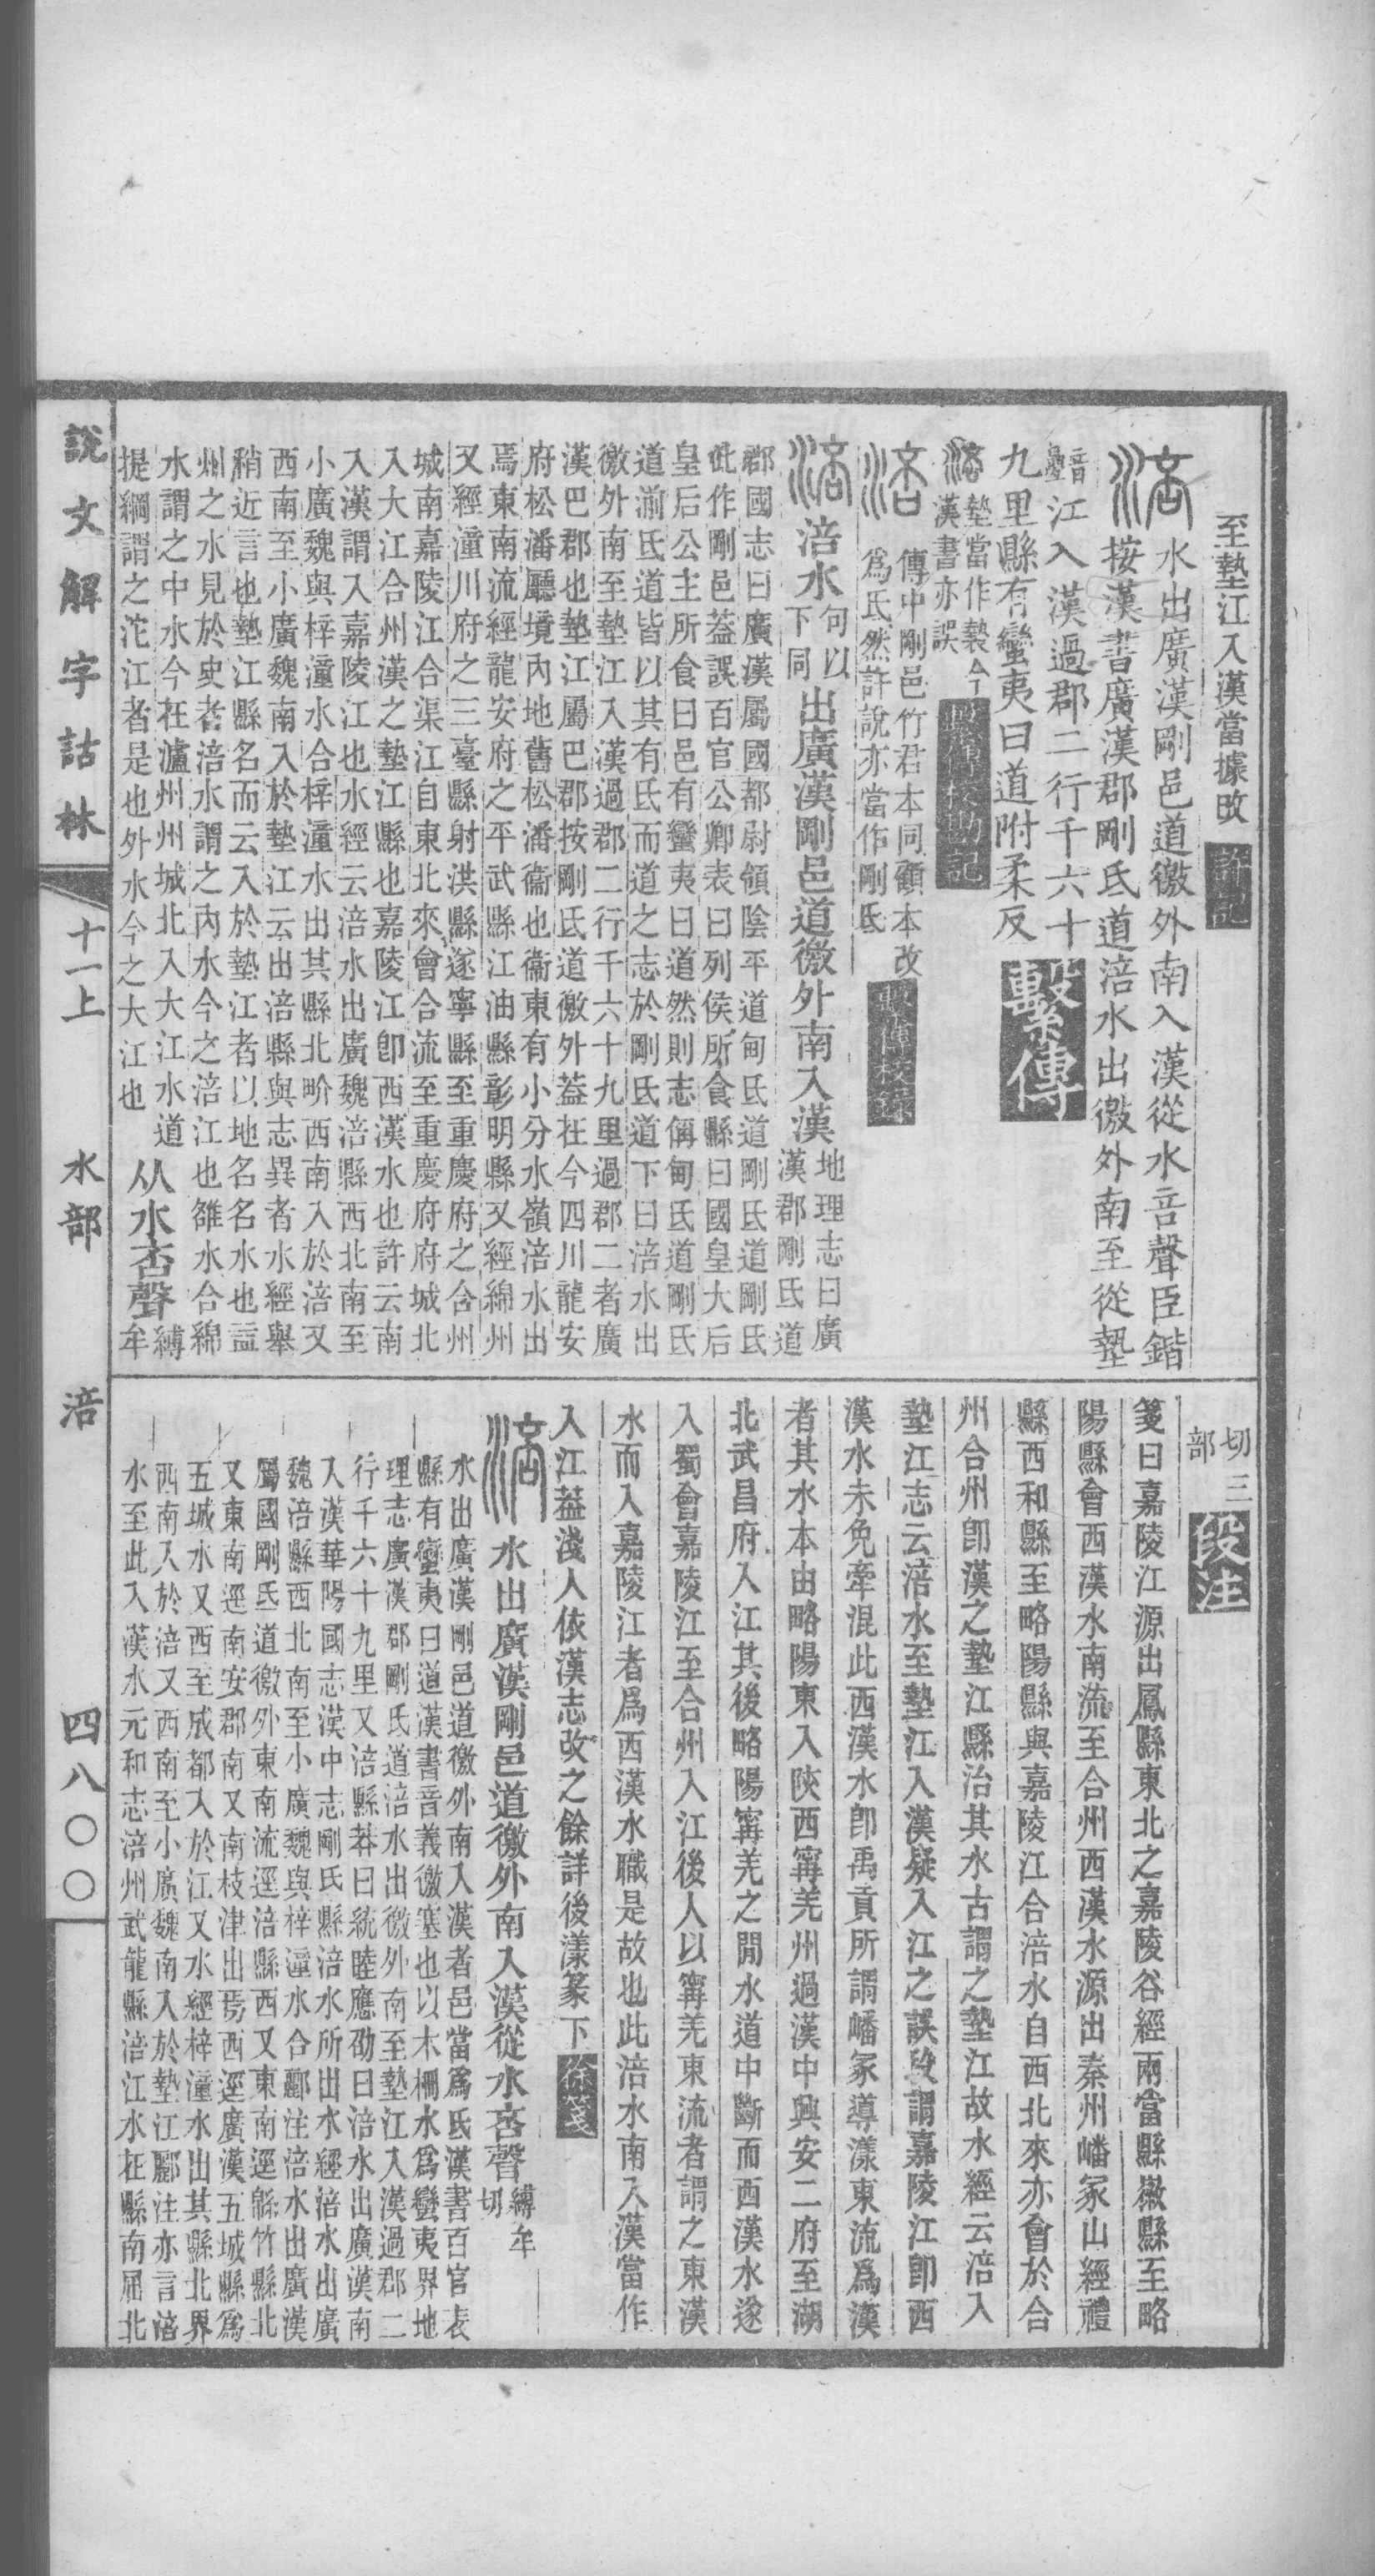 至墊江入漢當據改 許記
水出廣漢剛邑道徼外南入漢從水咅聲臣鍇
按漢書廣漢郡剛氐道涪水出徼外南至從墊
音疊江入漢過郡二行千六十
九里縣有蠻夷曰道附柔反 繫傳
墊當作褺今
漢書亦誤 繫傳校勘記
傳中剛邑竹君本同顧本改
爲氐然許說亦當作剛氐 繫傳校錄
涪水句以下同出廣漢剛邑道徼外南入漢地理志曰廣
漢郡剛氐道
郡國志曰廣漢屬國都尉領陰平道甸氐道剛氐道剛氐
此作剛邑葢誤百官公卿表曰列侯所食縣曰國皇大后
皇后公主所食曰邑有蠻夷曰道然則志偁甸氐道剛氐
道湔氐道皆以其有氐而道之志於剛氐道下曰涪水出
徼外南至墊江入漢過郡二行千六十九里過郡二者廣
漢巴郡也墊江屬巴郡按剛氐道徼外葢在今四川龍安
府松潘廳境內地舊松潘衞也衞東有小分水嶺涪水出
焉東南流經龍安府之平武縣江油縣彰明縣又經綿州
又經潼川府之三臺縣射洪縣遂寧縣至重慶府之合州
城南嘉陵江合渠江自東北來會合流至重慶府府城北
入大江合州漢之墊江縣也嘉陵江卽西漢水也許云南
入漢謂入嘉陵江也水經云涪水出廣魏涪縣西北南至
小廣魏與梓潼水合梓潼水出其縣北畍西南入於涪又
西南至小廣魏南入於墊江云出涪縣與志異者水經舉
稍近言也墊江縣名而云入於墊江者以地名名水也益
州之水見於史者涪水謂之內水今之涪江也雒水合綿
水謂之中水今在瀘州州城北入大江水道
提綱謂之沱江者是也外水今之大江也 从水咅聲縛牟
切三部 段注
箋曰嘉陵江源出鳳縣東北之嘉陵谷經兩當縣徽縣至略
陽縣會西漢水南流至合州西漢水源出秦州嶓冢山經禮
縣西和縣至略陽縣與嘉陵江合涪水自西北來亦會於合
州合州卽漢之墊江縣治其水古謂之墊江故水經云涪入
墊江志云涪水至墊江入漢疑入江之誤段謂嘉陵江卽西
漢水未免牽混此西漢水卽禹貢所謂嶓冢導漾東流爲漢
者其水本由略陽東入陝西甯羌州過漢中興安二府至湖
北武昌府入江其後略陽甯羌之閒水道中斷而西漢水遂
入蜀會嘉陵江至合州入江後人以甯羌東流者謂之東漢
水而入嘉陵江者爲西漢水職是故也此涪水南入漢當作
入江葢淺人依漢志改之餘詳後漾篆下 徐箋
水出廣漢剛邑道徼外南入漢從水咅聲縛牟切
水出廣漢剛邑道徼外南入漢者邑當爲氐漢書百官表
縣有蠻夷曰道漢書音義徼塞也以木柵水爲蠻夷界地
理志廣漢郡剛氐道涪水出徼外南至墊江入漢過郡二
行千六十九里又涪縣莽曰統睦應劭曰涪水出廣漢南
入漢華陽國志漢中志剛氐縣涪水所出水經涪水出廣
魏涪縣西北南至小廣魏與梓潼水合酈注涪水出廣漢
屬國剛氐道徼外東南流逕涪縣西又東南逕緜竹縣北
又東南逕南安郡南又南枝津出焉西逕廣漢五城縣爲
五城水又西至成都入於江又水經梓潼水出其縣北界
西南入於涪又西南至小廣魏南入於墊江酈注亦言涪
水至此入漢水元和志涪州武龍縣涪江水在縣南屈北
說文解字詁林 十一上 水部 涪 四八〇〇